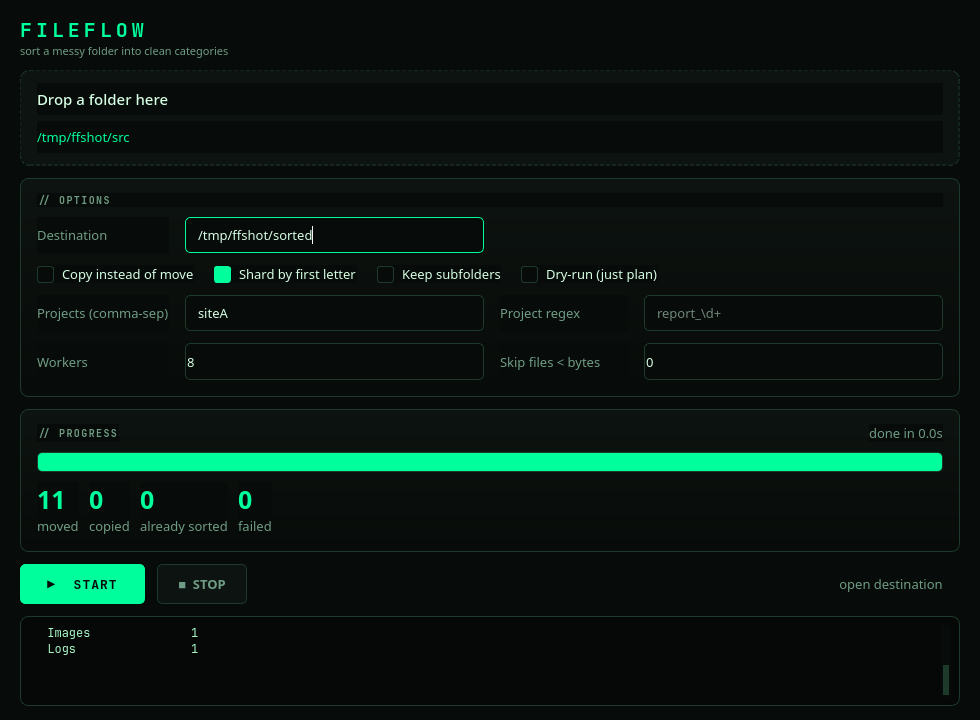 FILEFLOW
sort a messy folder into clean categories
Drop a folder here
/tmp/ffshot/src
// OPTIONS
Destination /tmp/ffshot/sorted
Copy instead of move Shard by first letter Keep subfolders Dry-run (just plan)
Projects (comma-sep) siteA Project regex report_\d+
Workers 8 Skip files < bytes 0
// PROGRESS done in 0.0s
11 0 0 0
moved copied already sorted failed
▶ START ■ STOP open destination
Images 1
Logs 1